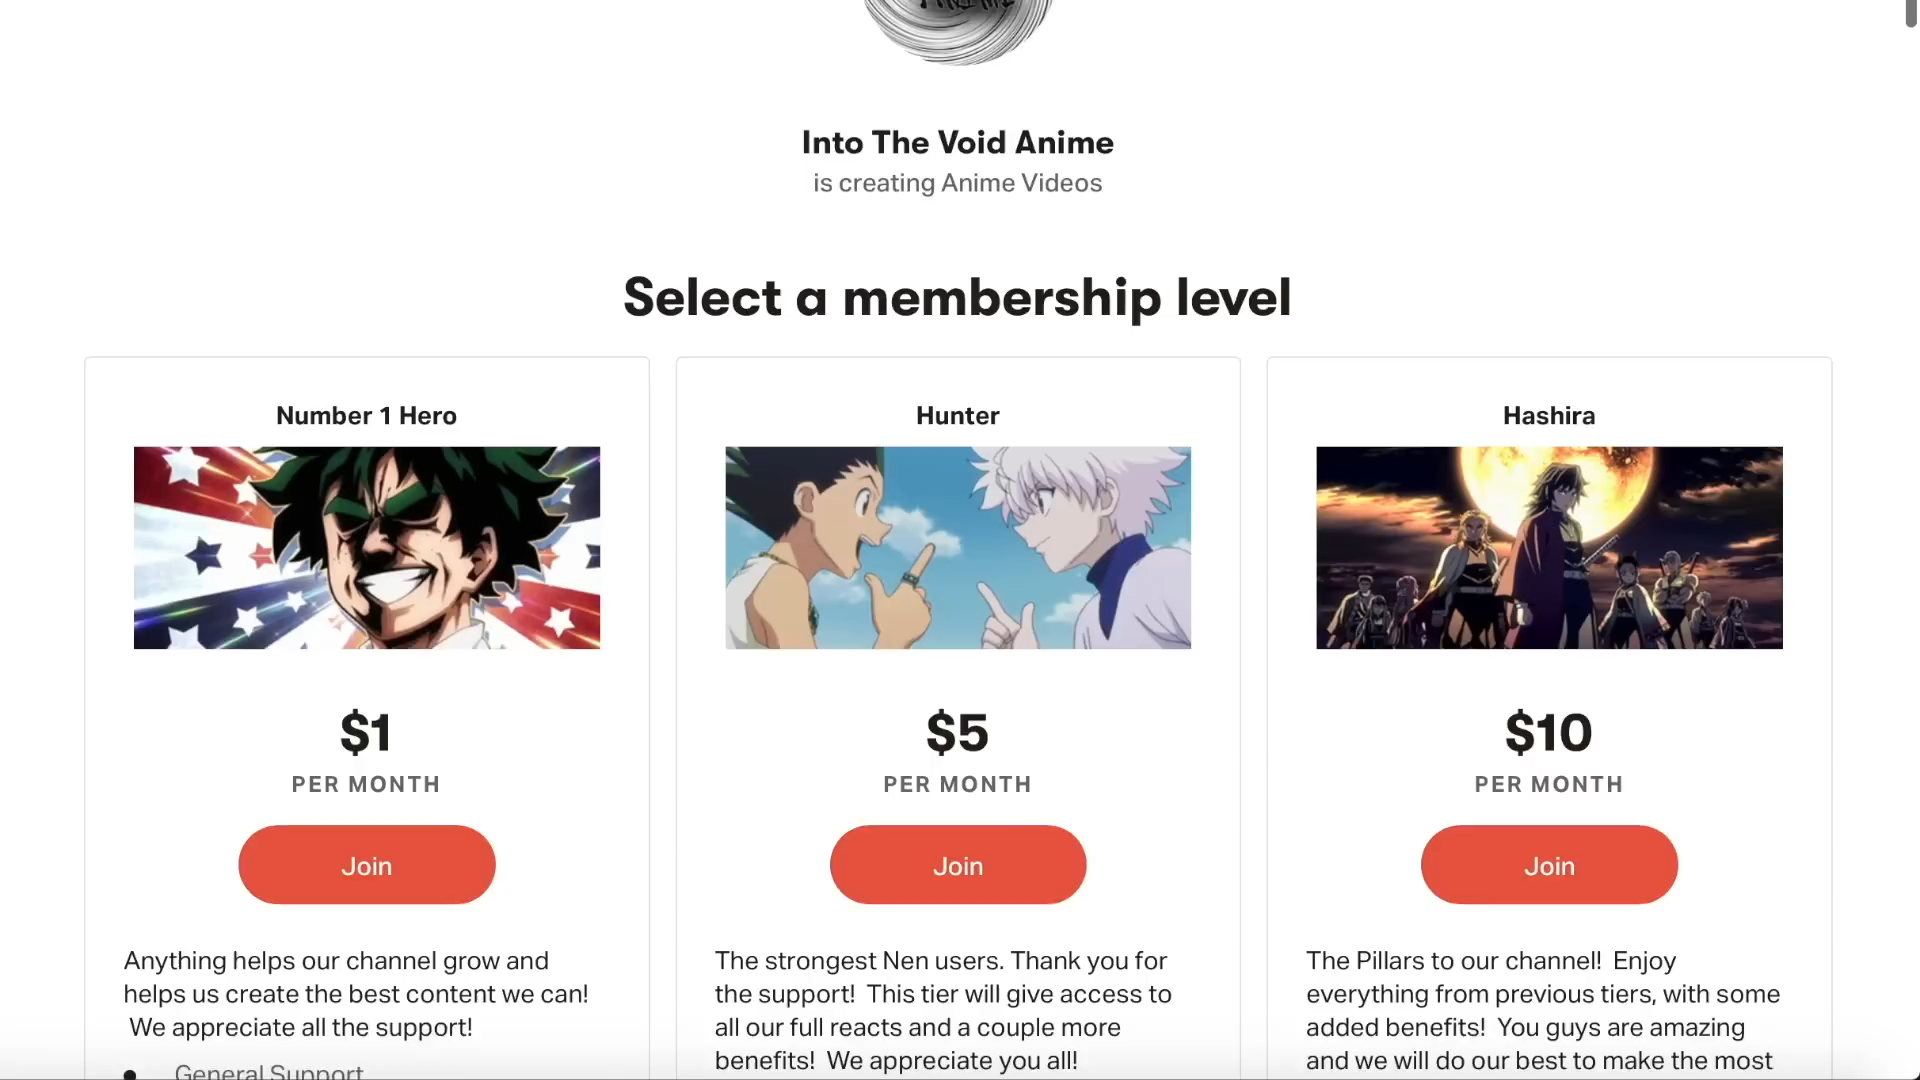 Into The Void Anime
is creating Anime Videos
Select a membership level
Number 1 Hero
$1
PER MONTH
Join
Anything helps our channel grow and
helps us create the best content we can!
We appreciate all the support!
General Support
Hunter
$5
PER MONTH
Join
The strongest Nen users. Thank you for
the support! This tier will give access to
all our full reacts and a couple more
benefits! We appreciate you all!
Hashira
$10
PER MONTH
Join
The Pillars to our channel! Enjoy
everything from previous tiers, with some
added benefits! You guys are amazing
and we will do our best to make the most